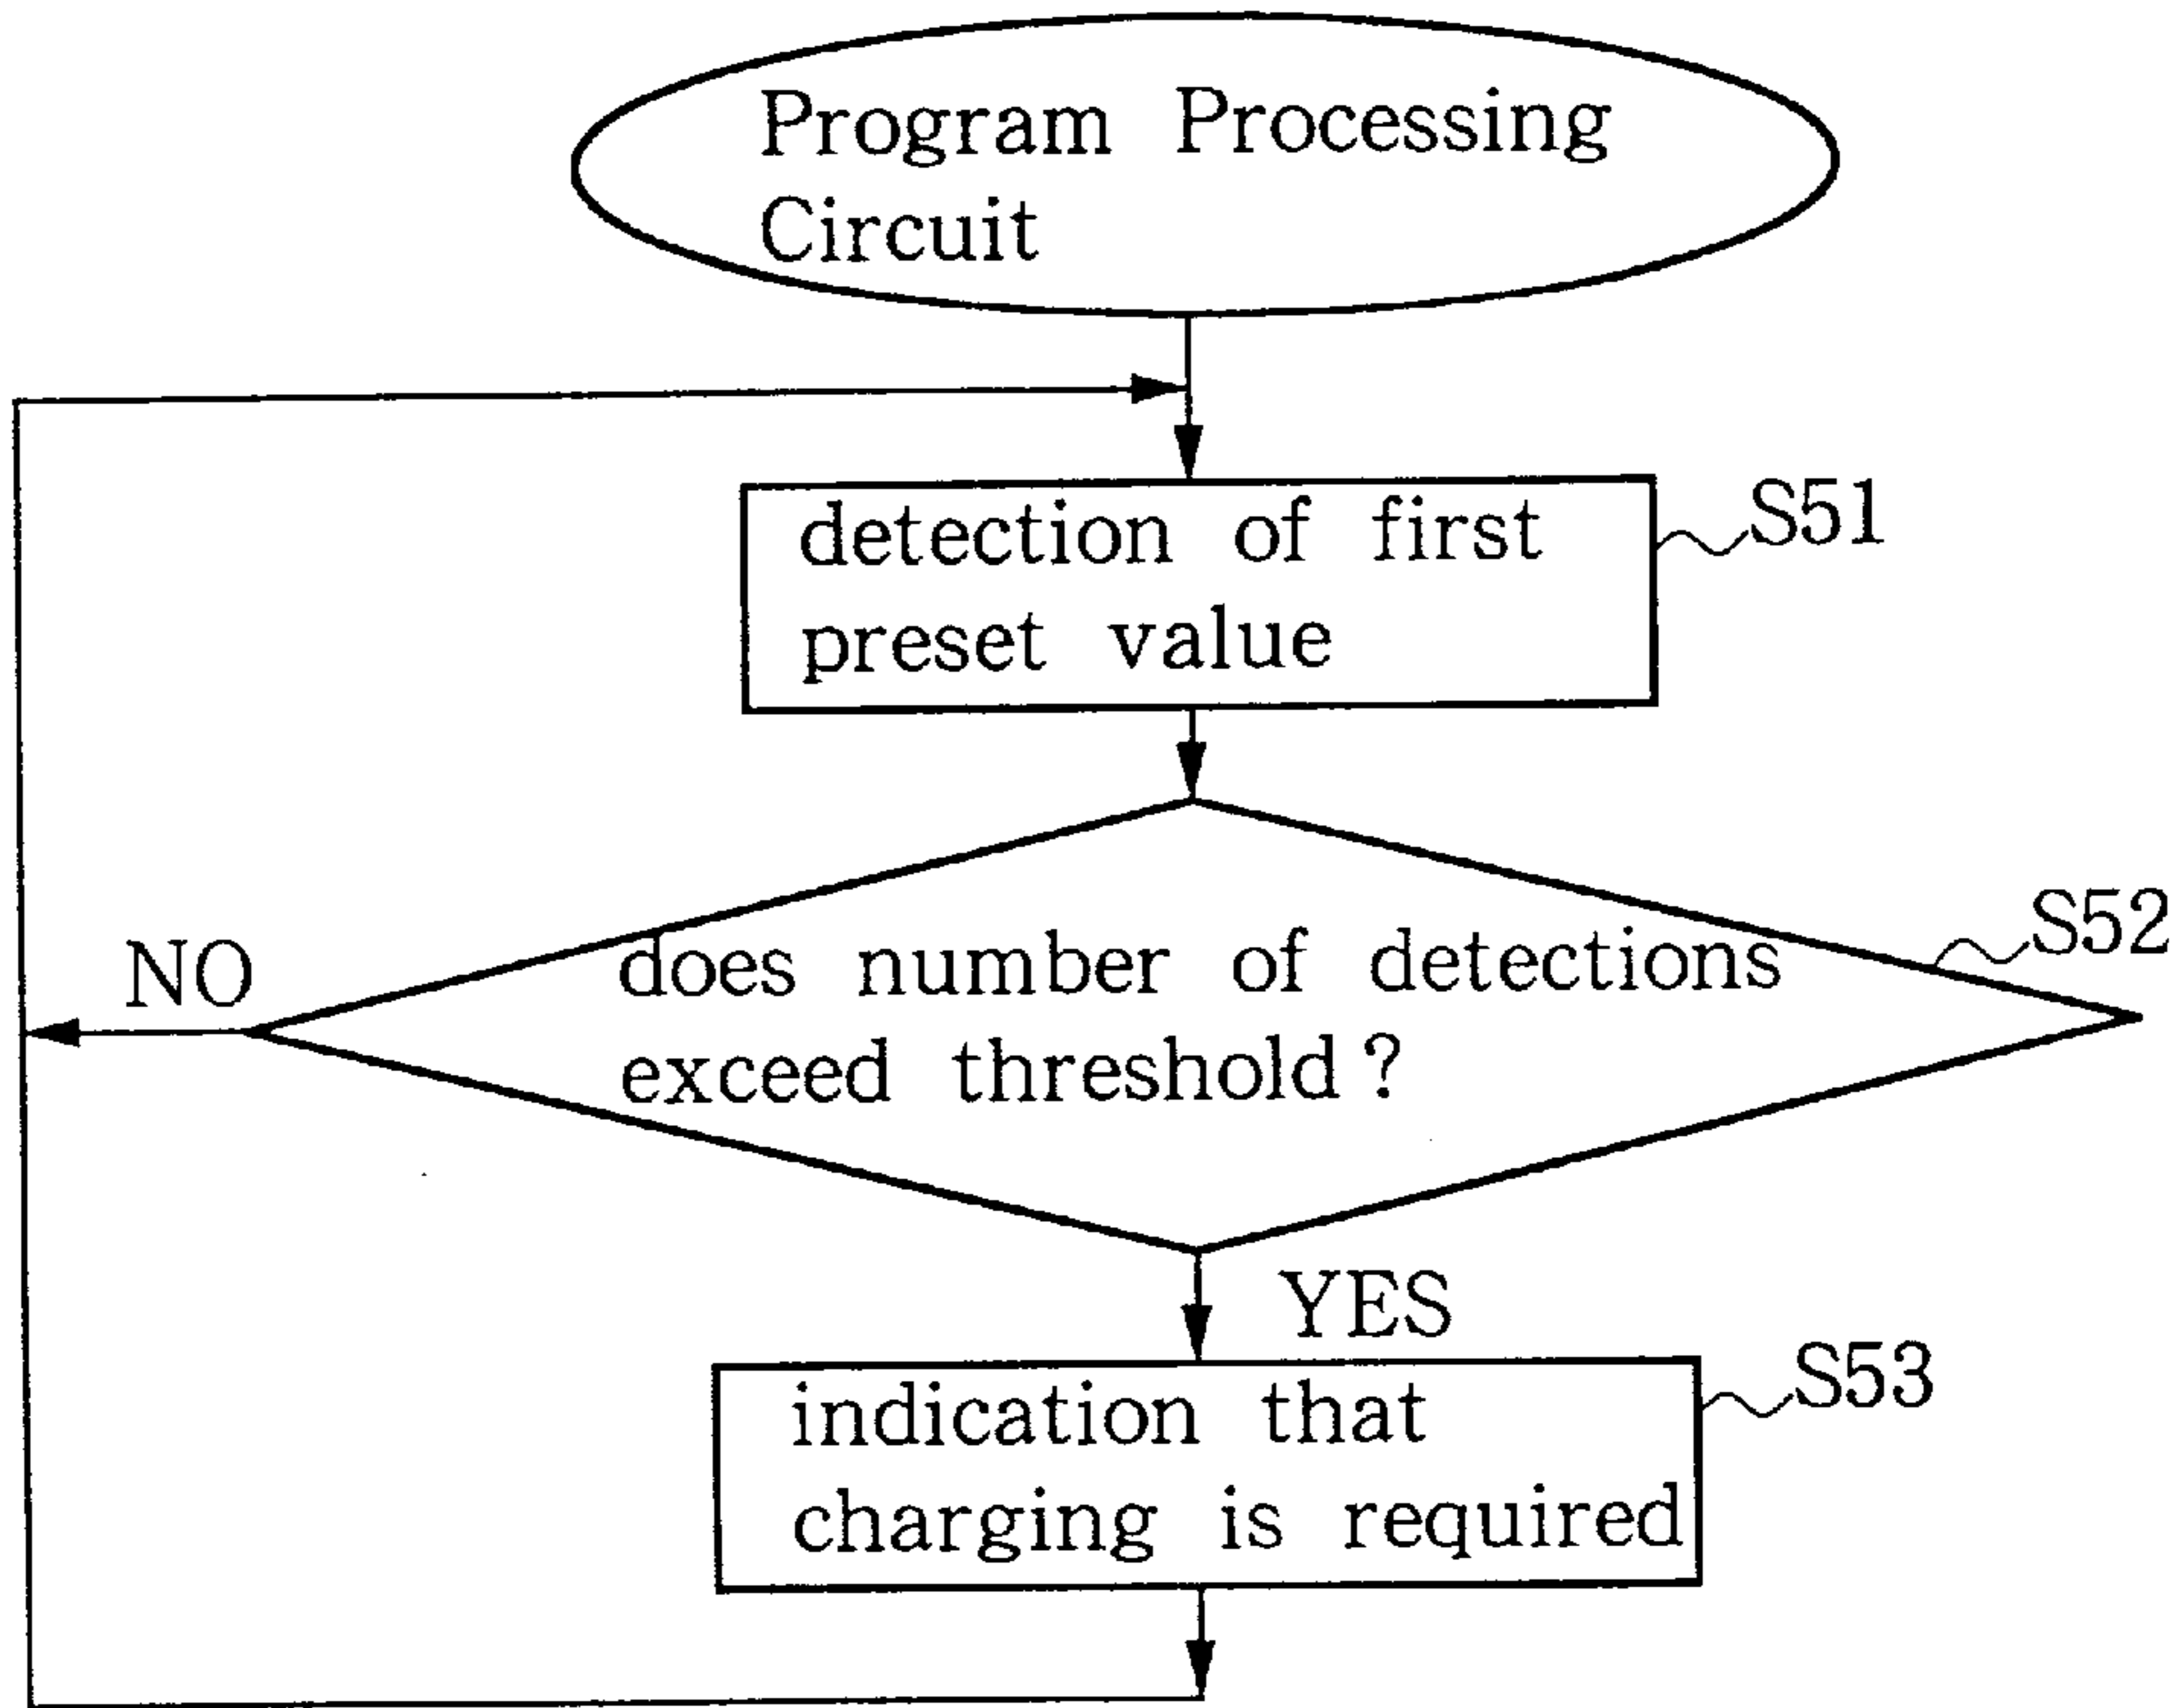 Program Processing
Circuit
detection of first
preset value
S51
does number of detections
exceed threshold?
S52
NO
YES
indication that
charging is required
S53